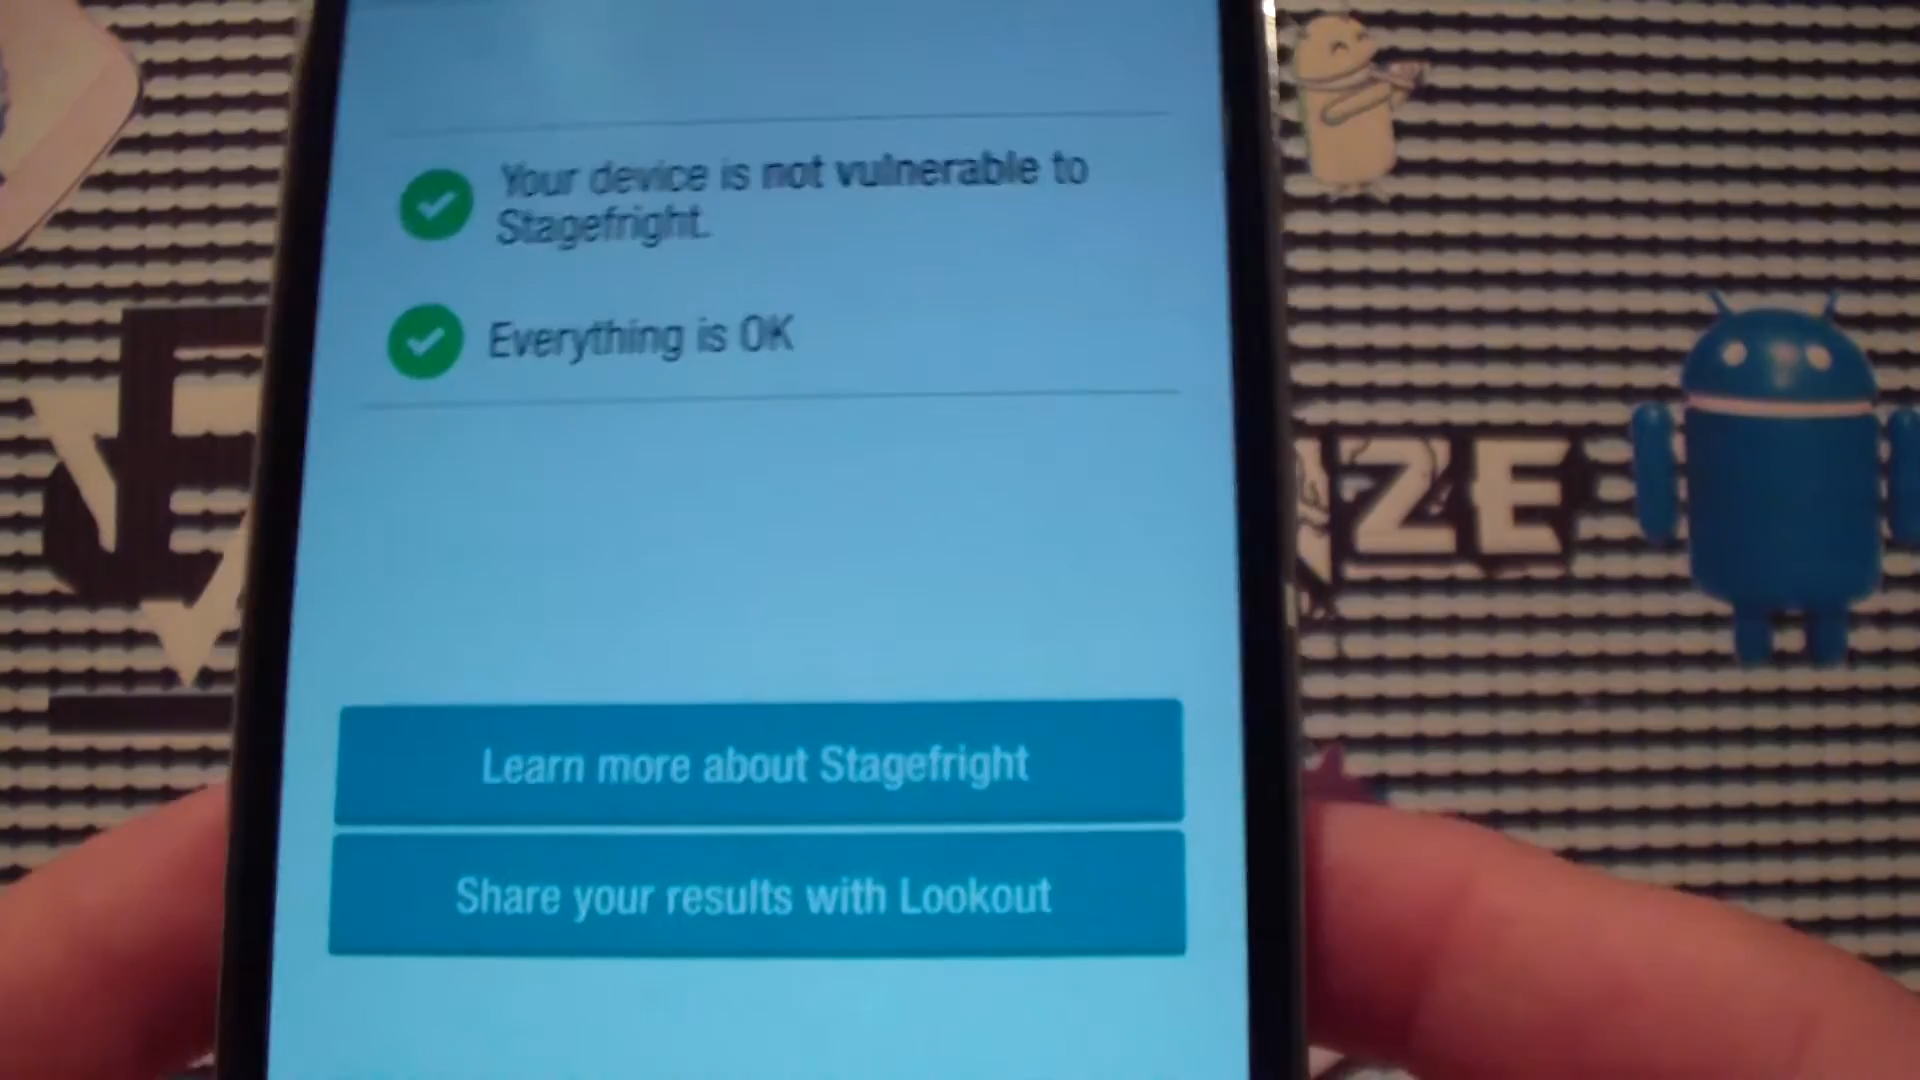 Your device is not vulnerable to
Stagefright.
Everything is OK
ZE
Learn more about Stagefright
Share your results with Lookout